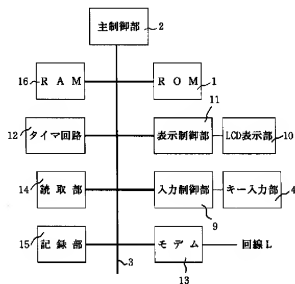 主制御部
2
16
RAM
ROM
1
11
12
タイマ回路
表示制御部
LCD表示部
10
14
読取部
入力制御部
キー入力部
4
9
15
記録部
モデム
回線L
3
13